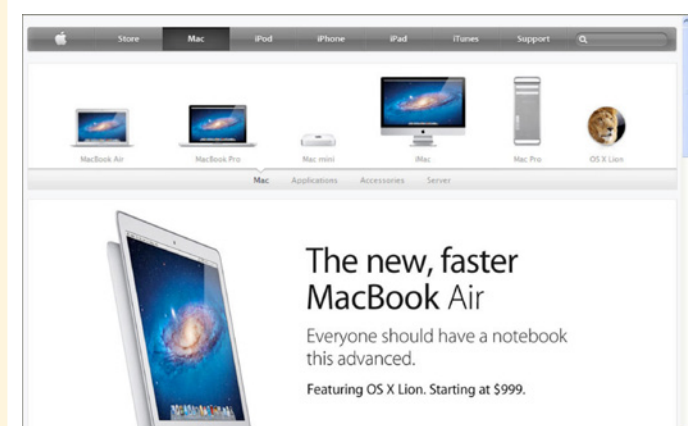 Store Mac iPod iPhone iPad iTunes Support
MacBook Air MacBook Pro Mac mini iMac Mac Pro OS X Lion
Mac Applications Accessories Server
The new, faster
MacBook Air
Everyone should have a notebook
this advanced.
Featuring OS X Lion. Starting at $999.